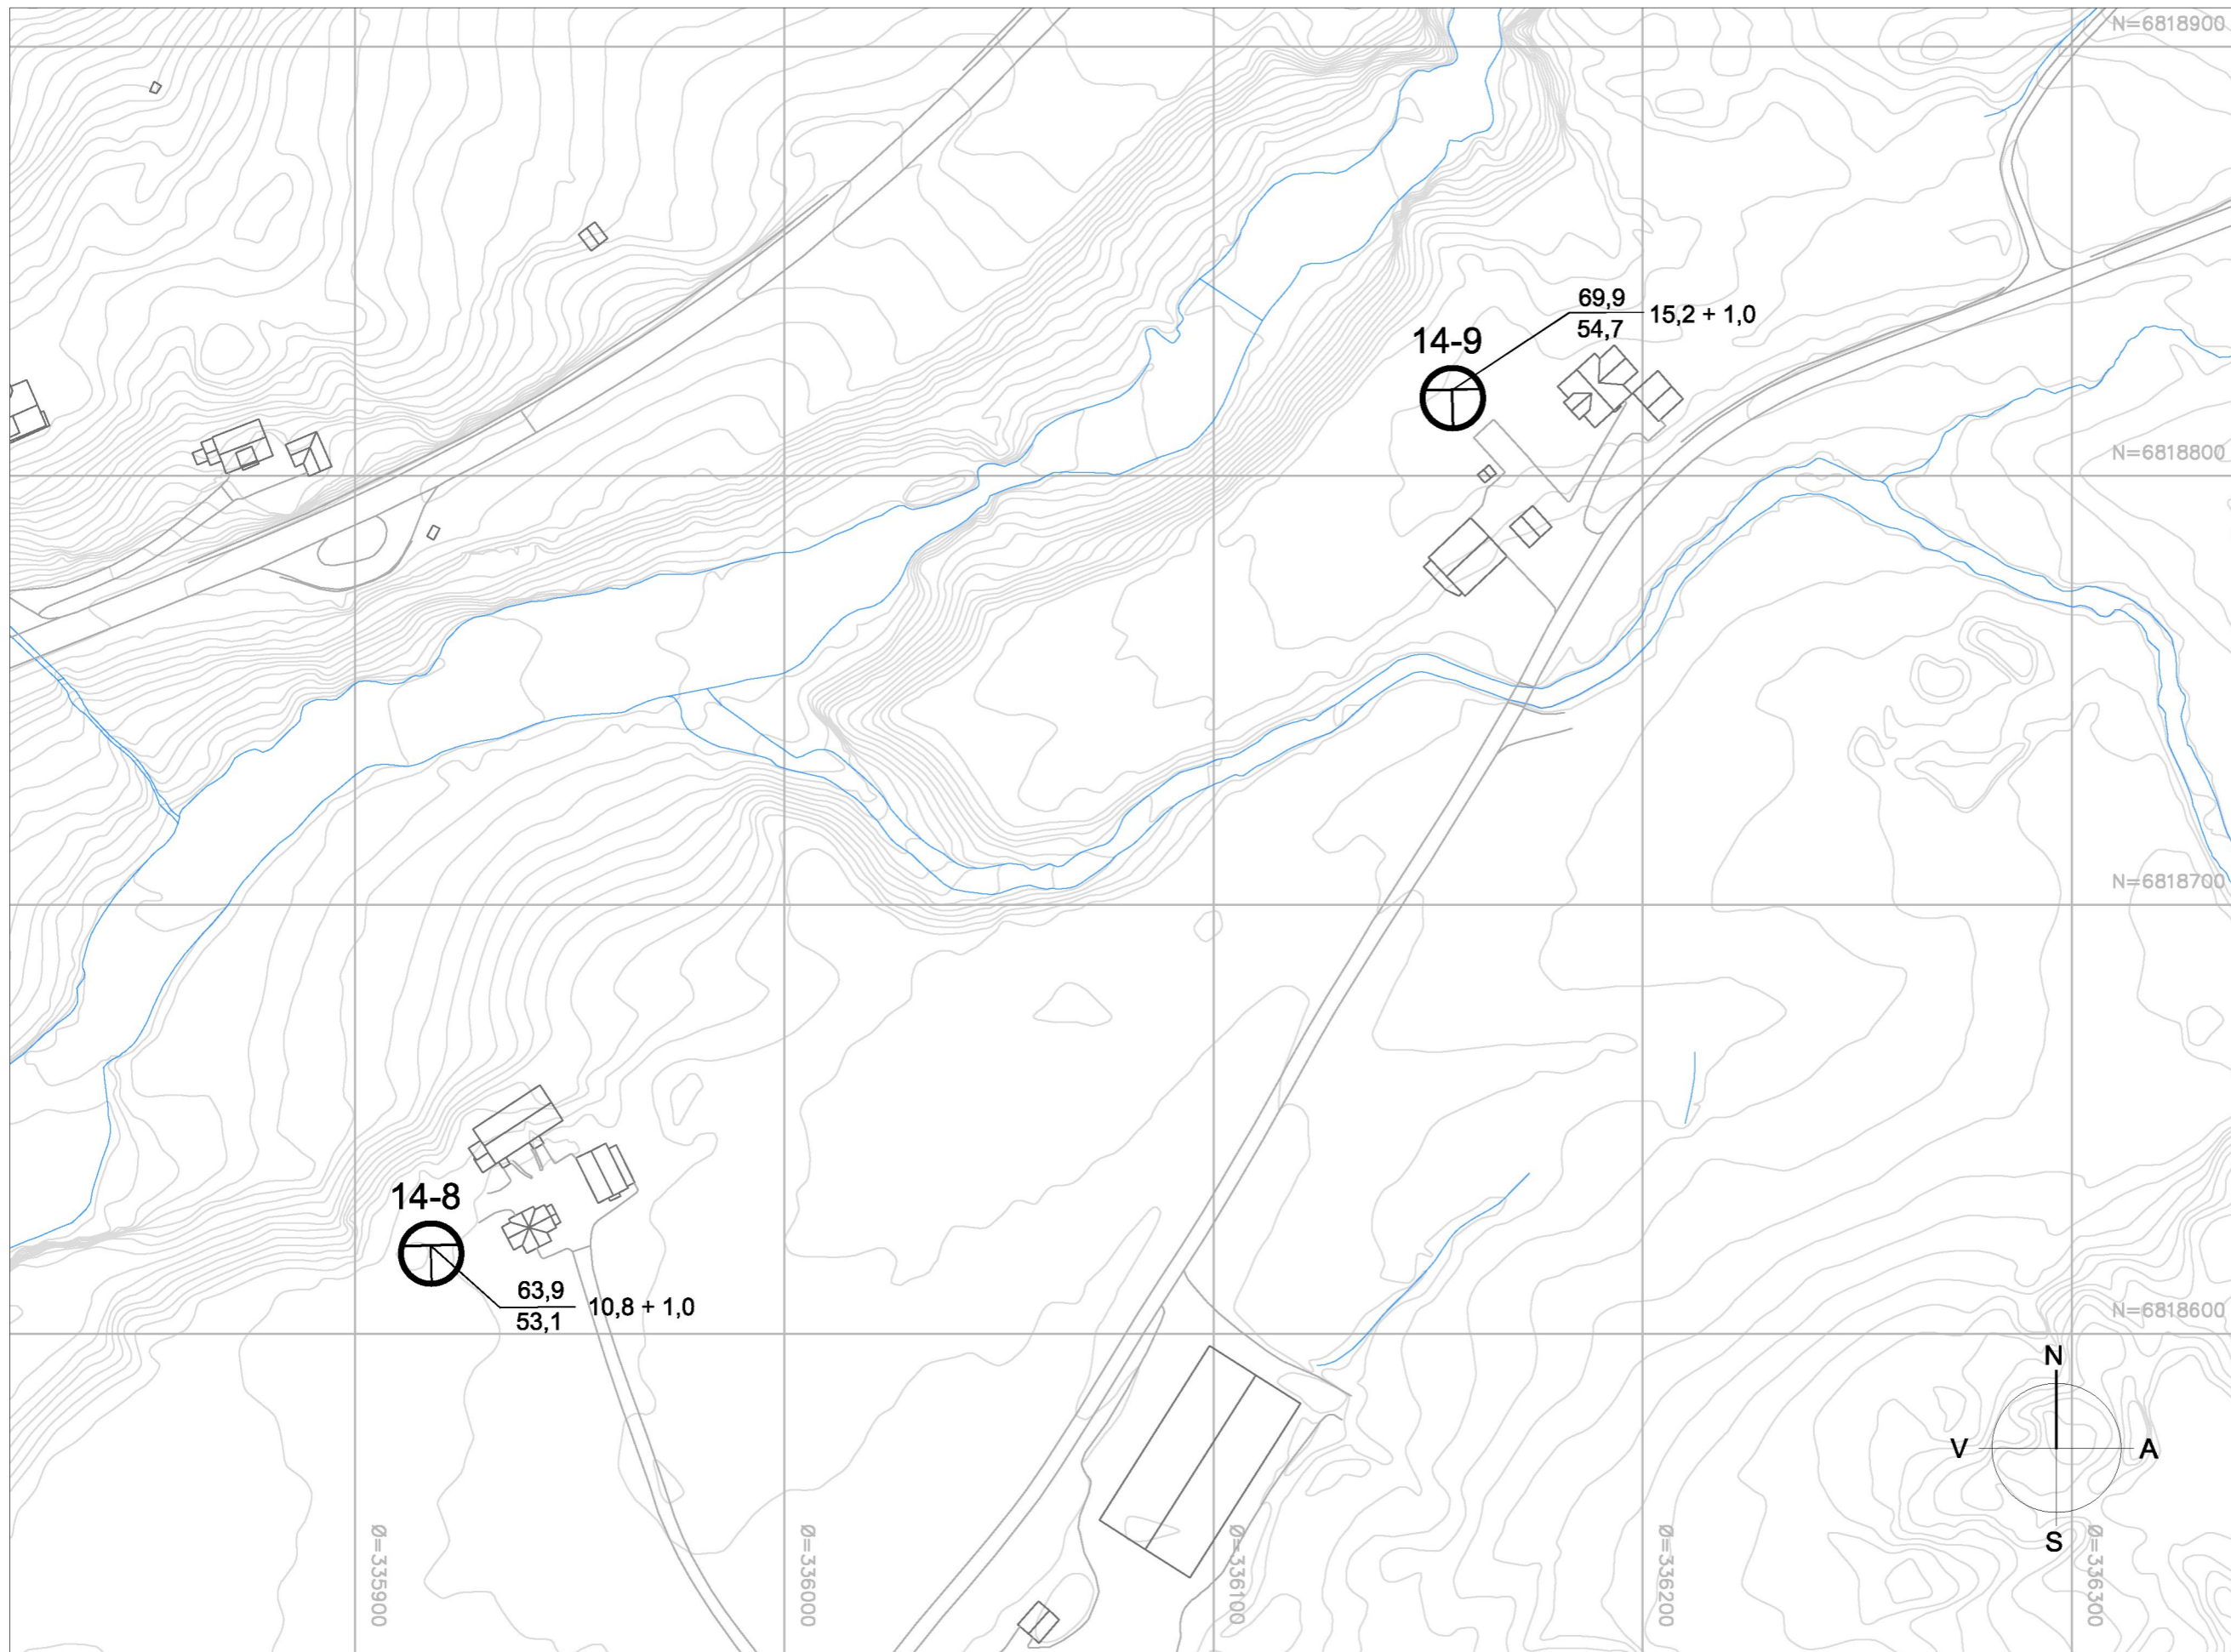 N=6818900
69,9
54,7
15,2 + 1,0
14-9
N=6818800
N=6818700
14-8
63,9
53,1
10,8 + 1,0
N=6818600
N
V
A
S
Ø=335900
Ø=336000
Ø=336100
Ø=336200
Ø=336300